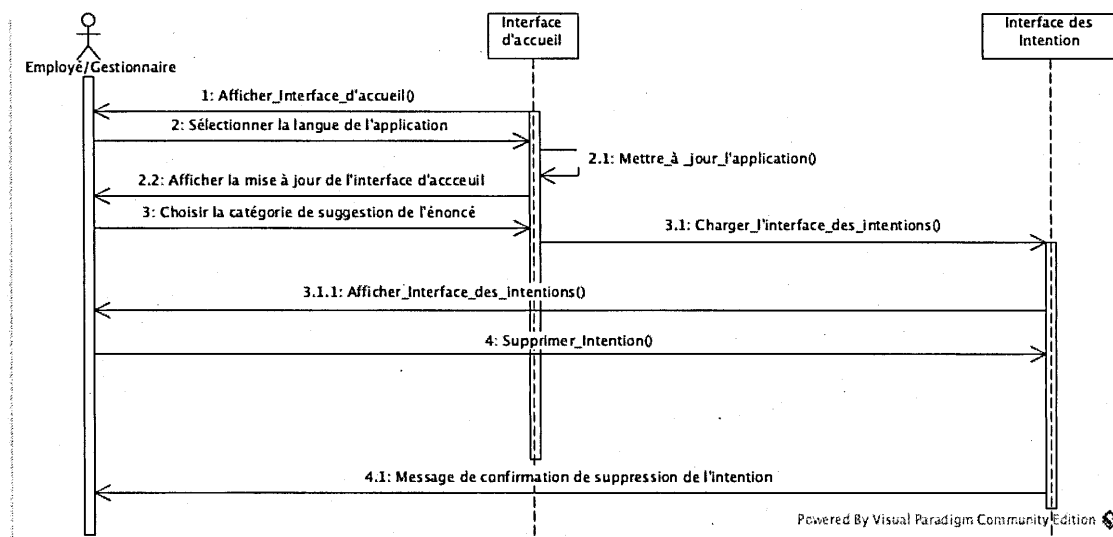 Interface
d'accueil
Interface des
Intention
Employé/Gestionnaire
1: Afficher_Interface_d'accueil()
2: Sélectionner la langue de l'application
2.1: Mettre_à _jour_l'application()
2.2: Afficher la mise à jour de l'interface d'accceuil
3: Choisir la catégorie de suggestion de l'énoncé
3.1: Charger_l'interface_des_intentions()
3.1.1: Afficher_Interface_des_intentions()
4: Supprimer_Intention()
4.1: Message de confirmation de suppression de l'intention
Powered By Visual Paradigm Community Edition